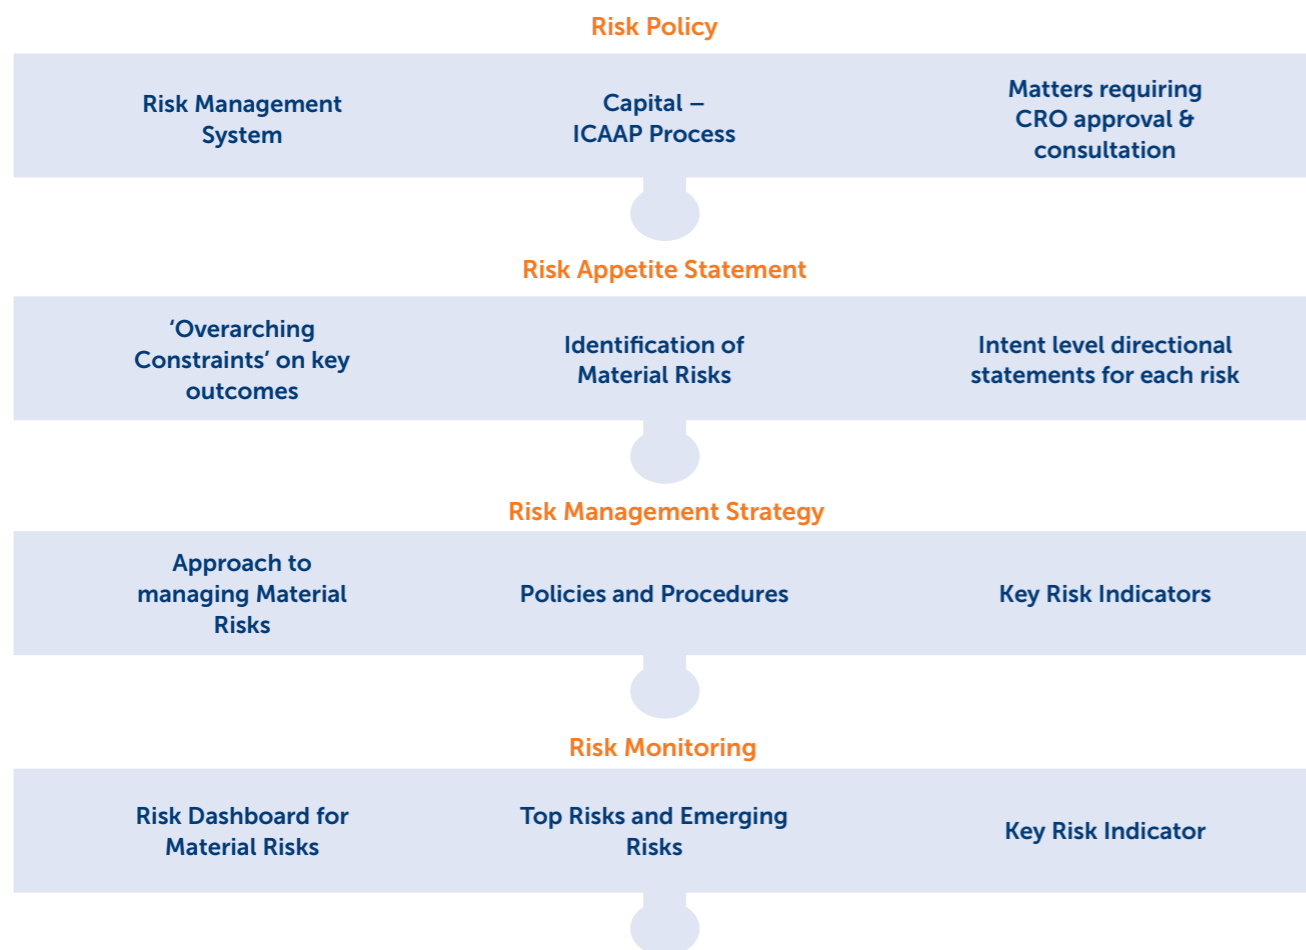 Risk Policy
Risk Management
System
Capital –
ICAAP Process
Matters requiring
CRO approval &
consultation
Risk Appetite Statement
‘Overarching
Constraints’ on key
outcomes
Identification of
Material Risks
Intent level directional
statements for each risk
Risk Management Strategy
Approach to
managing Material
Risks
Policies and Procedures
Key Risk Indicators
Risk Monitoring
Risk Dashboard for
Material Risks
Top Risks and Emerging
Risks
Key Risk Indicator